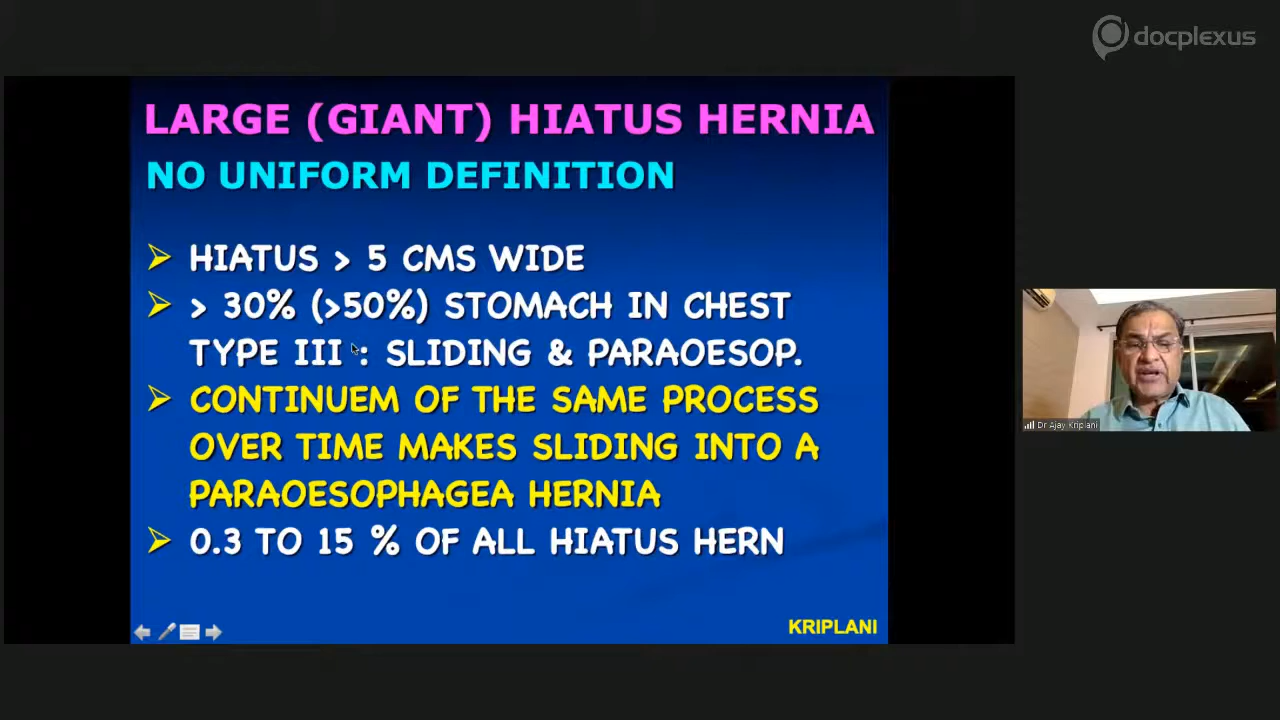 docplexus
LARGE (GIANT) HIATUS HERNIA
NO UNIFORM DEFINITION
HIATUS > 5 CMS WIDE
> 30% (>50%) STOMACH IN CHEST
TYPE III : SLIDING & PARAOESOP.
CONTINUEM OF THE SAME PROCESS
OVER TIME MAKES SLIDING INTO A
PARAOESOPHAGEA HERNIA
0.3 TO 15 % OF ALL HIATUS HERN
KRIPLANI
Dr Ajay Kriplani